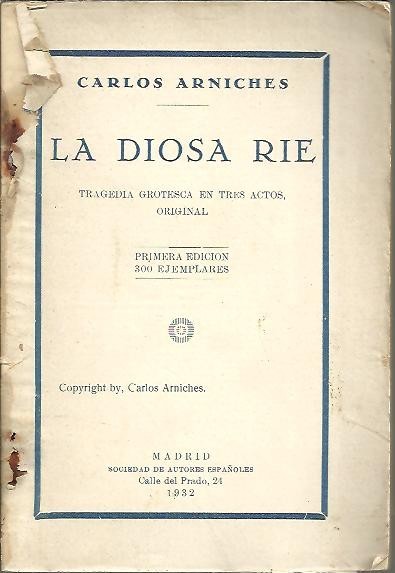 CARLOS ARNICHES
LA DIOSA RIE
TRAGEDIA GROTESCA EN TRES ACTOS,
ORIGINAL
PRIMERA EDICION
300 EJEMPLARES
Copyright by, Carlos Arniches.
MADRID
SOCIEDAD DE AUTORES ESPAÑOLES
Calle del Prado, 24
1932